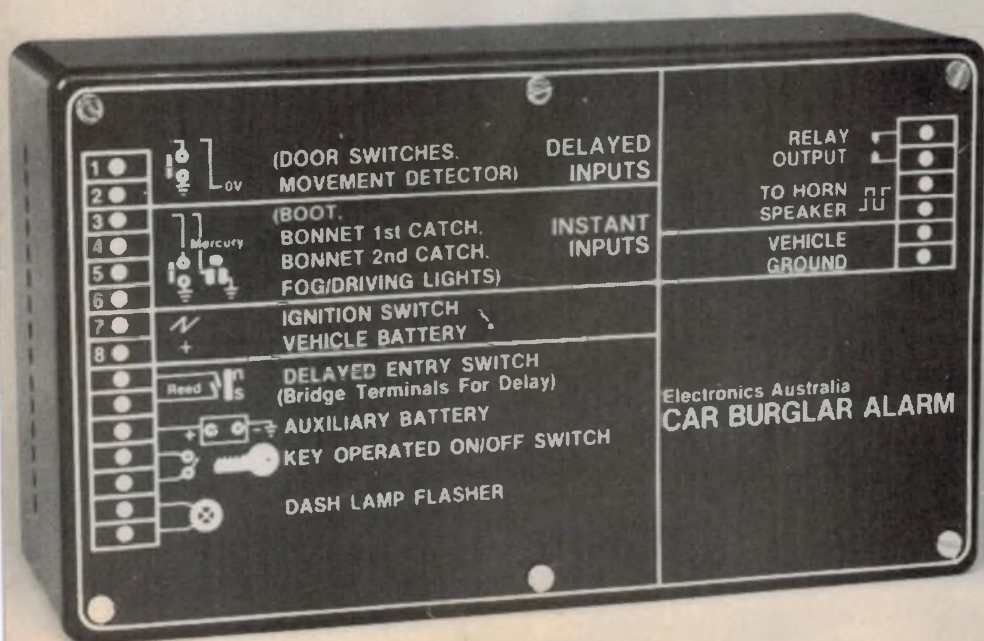 1
2
3
4
5
6
7
8
0V
(DOOR SWITCHES.
MOVEMENT DETECTOR)
DELAYED
INPUTS
Mercury
(BOOT.
BONNET 1st CATCH.
BONNET 2nd CATCH.
FOG/DRIVING LIGHTS)
INSTANT
INPUTS
IGNITION SWITCH
+ VEHICLE BATTERY
Reed
n
s
DELAYED ENTRY SWITCH
(Bridge Terminals For Delay)
+ -
AUXILIARY BATTERY
KEY OPERATED ON/OFF SWITCH
DASH LAMP FLASHER
RELAY
OUTPUT
TO HORN
SPEAKER
VEHICLE
GROUND
Electronics Australia
CAR BURGLAR ALARM